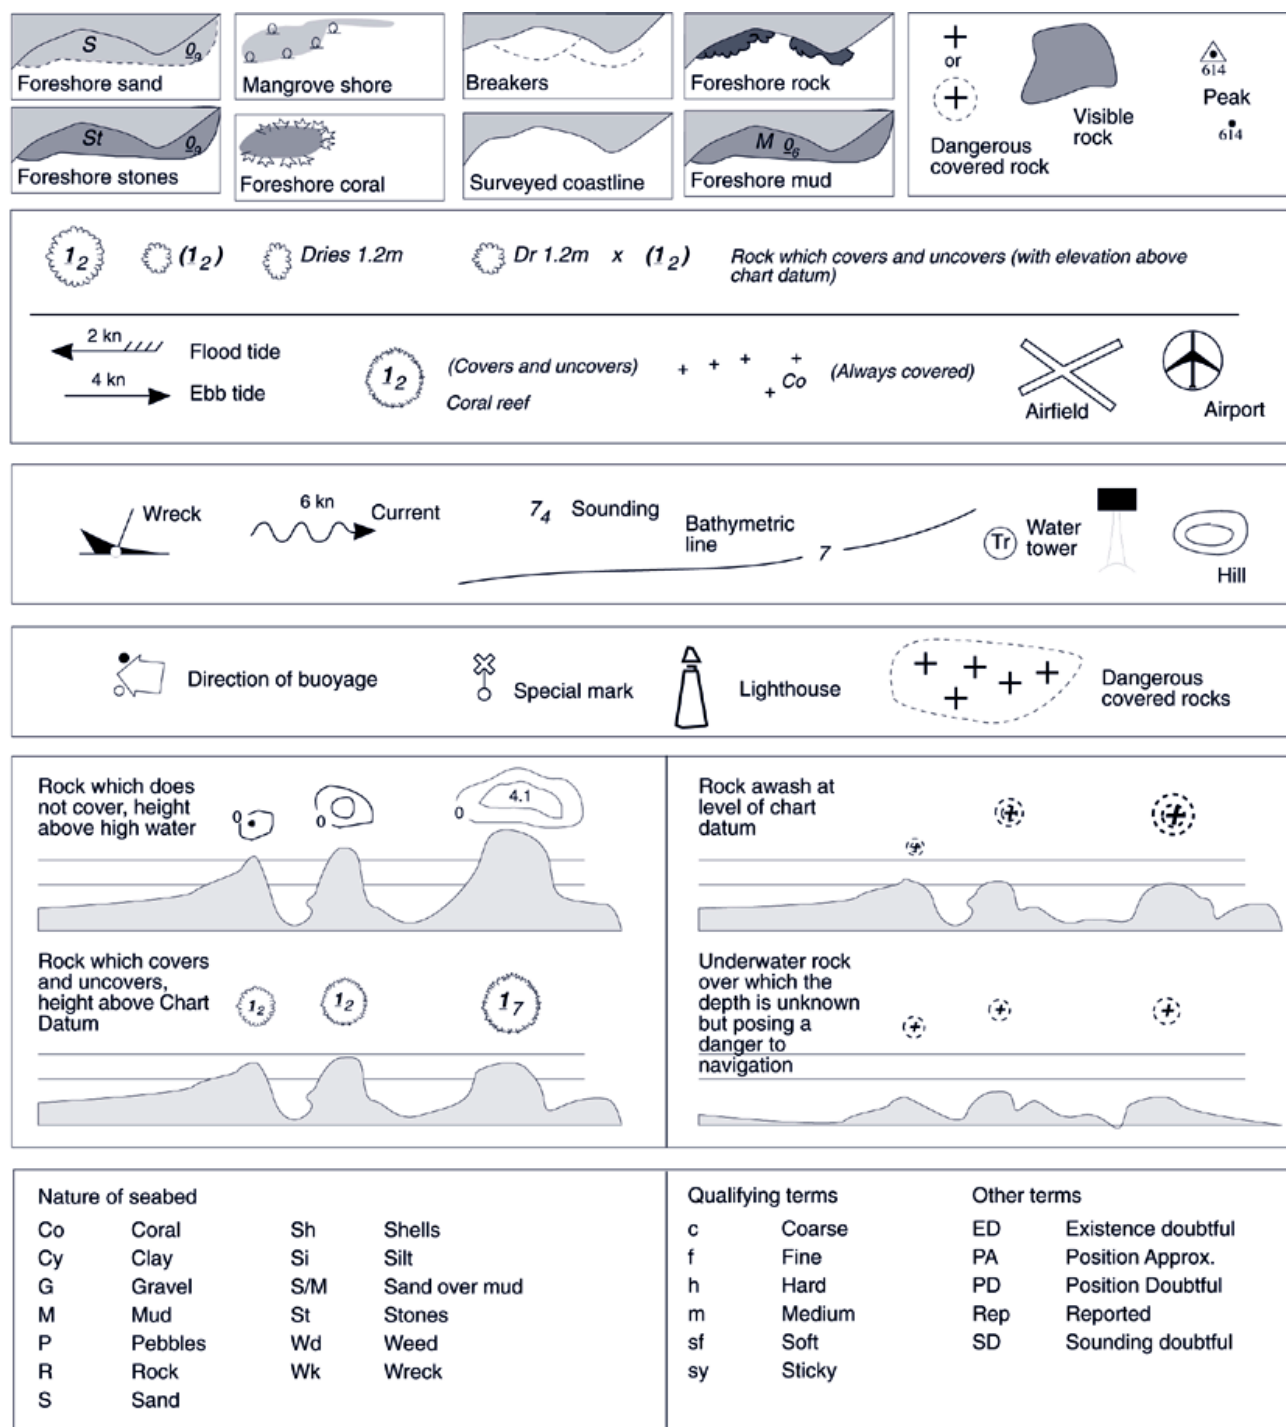 S
0₉
Foreshore sand
Mangrove shore
Breakers
Foreshore rock
or
Dangerous
covered rock
Visible
rock
614
Peak
614
St
0₉
Foreshore stones
Foreshore coral
Surveyed coastline
M 0₆
Foreshore mud
1₂
(1₂)
Dries 1.2m
Dr 1.2m x (1₂)
Rock which covers and uncovers (with elevation above
chart datum)
2 kn
Flood tide
4 kn
Ebb tide
1₂
(Covers and uncovers)
Coral reef
Co
(Always covered)
Airfield
Airport
Wreck
6 kn
Current
7₄ Sounding
Bathymetric
line
7
Tr
Water
tower
Hill
Direction of buoyage
Special mark
Lighthouse
Dangerous
covered rocks
Rock which does
not cover, height
above high water
0
0
0
4.1
Rock awash at
level of chart
datum
Rock which covers
and uncovers,
height above Chart
Datum
1₂
1₂
1₇
Underwater rock
over which the
depth is unknown
but posing a
danger to
navigation
Nature of seabed
Co Coral Sh Shells
Cy Clay Si Silt
G Gravel S/M Sand over mud
M Mud St Stones
P Pebbles Wd Weed
R Rock Wk Wreck
S Sand
Qualifying terms Other terms
c Coarse ED Existence doubtful
f Fine PA Position Approx.
h Hard PD Position Doubtful
m Medium Rep Reported
sf Soft SD Sounding doubtful
sy Sticky